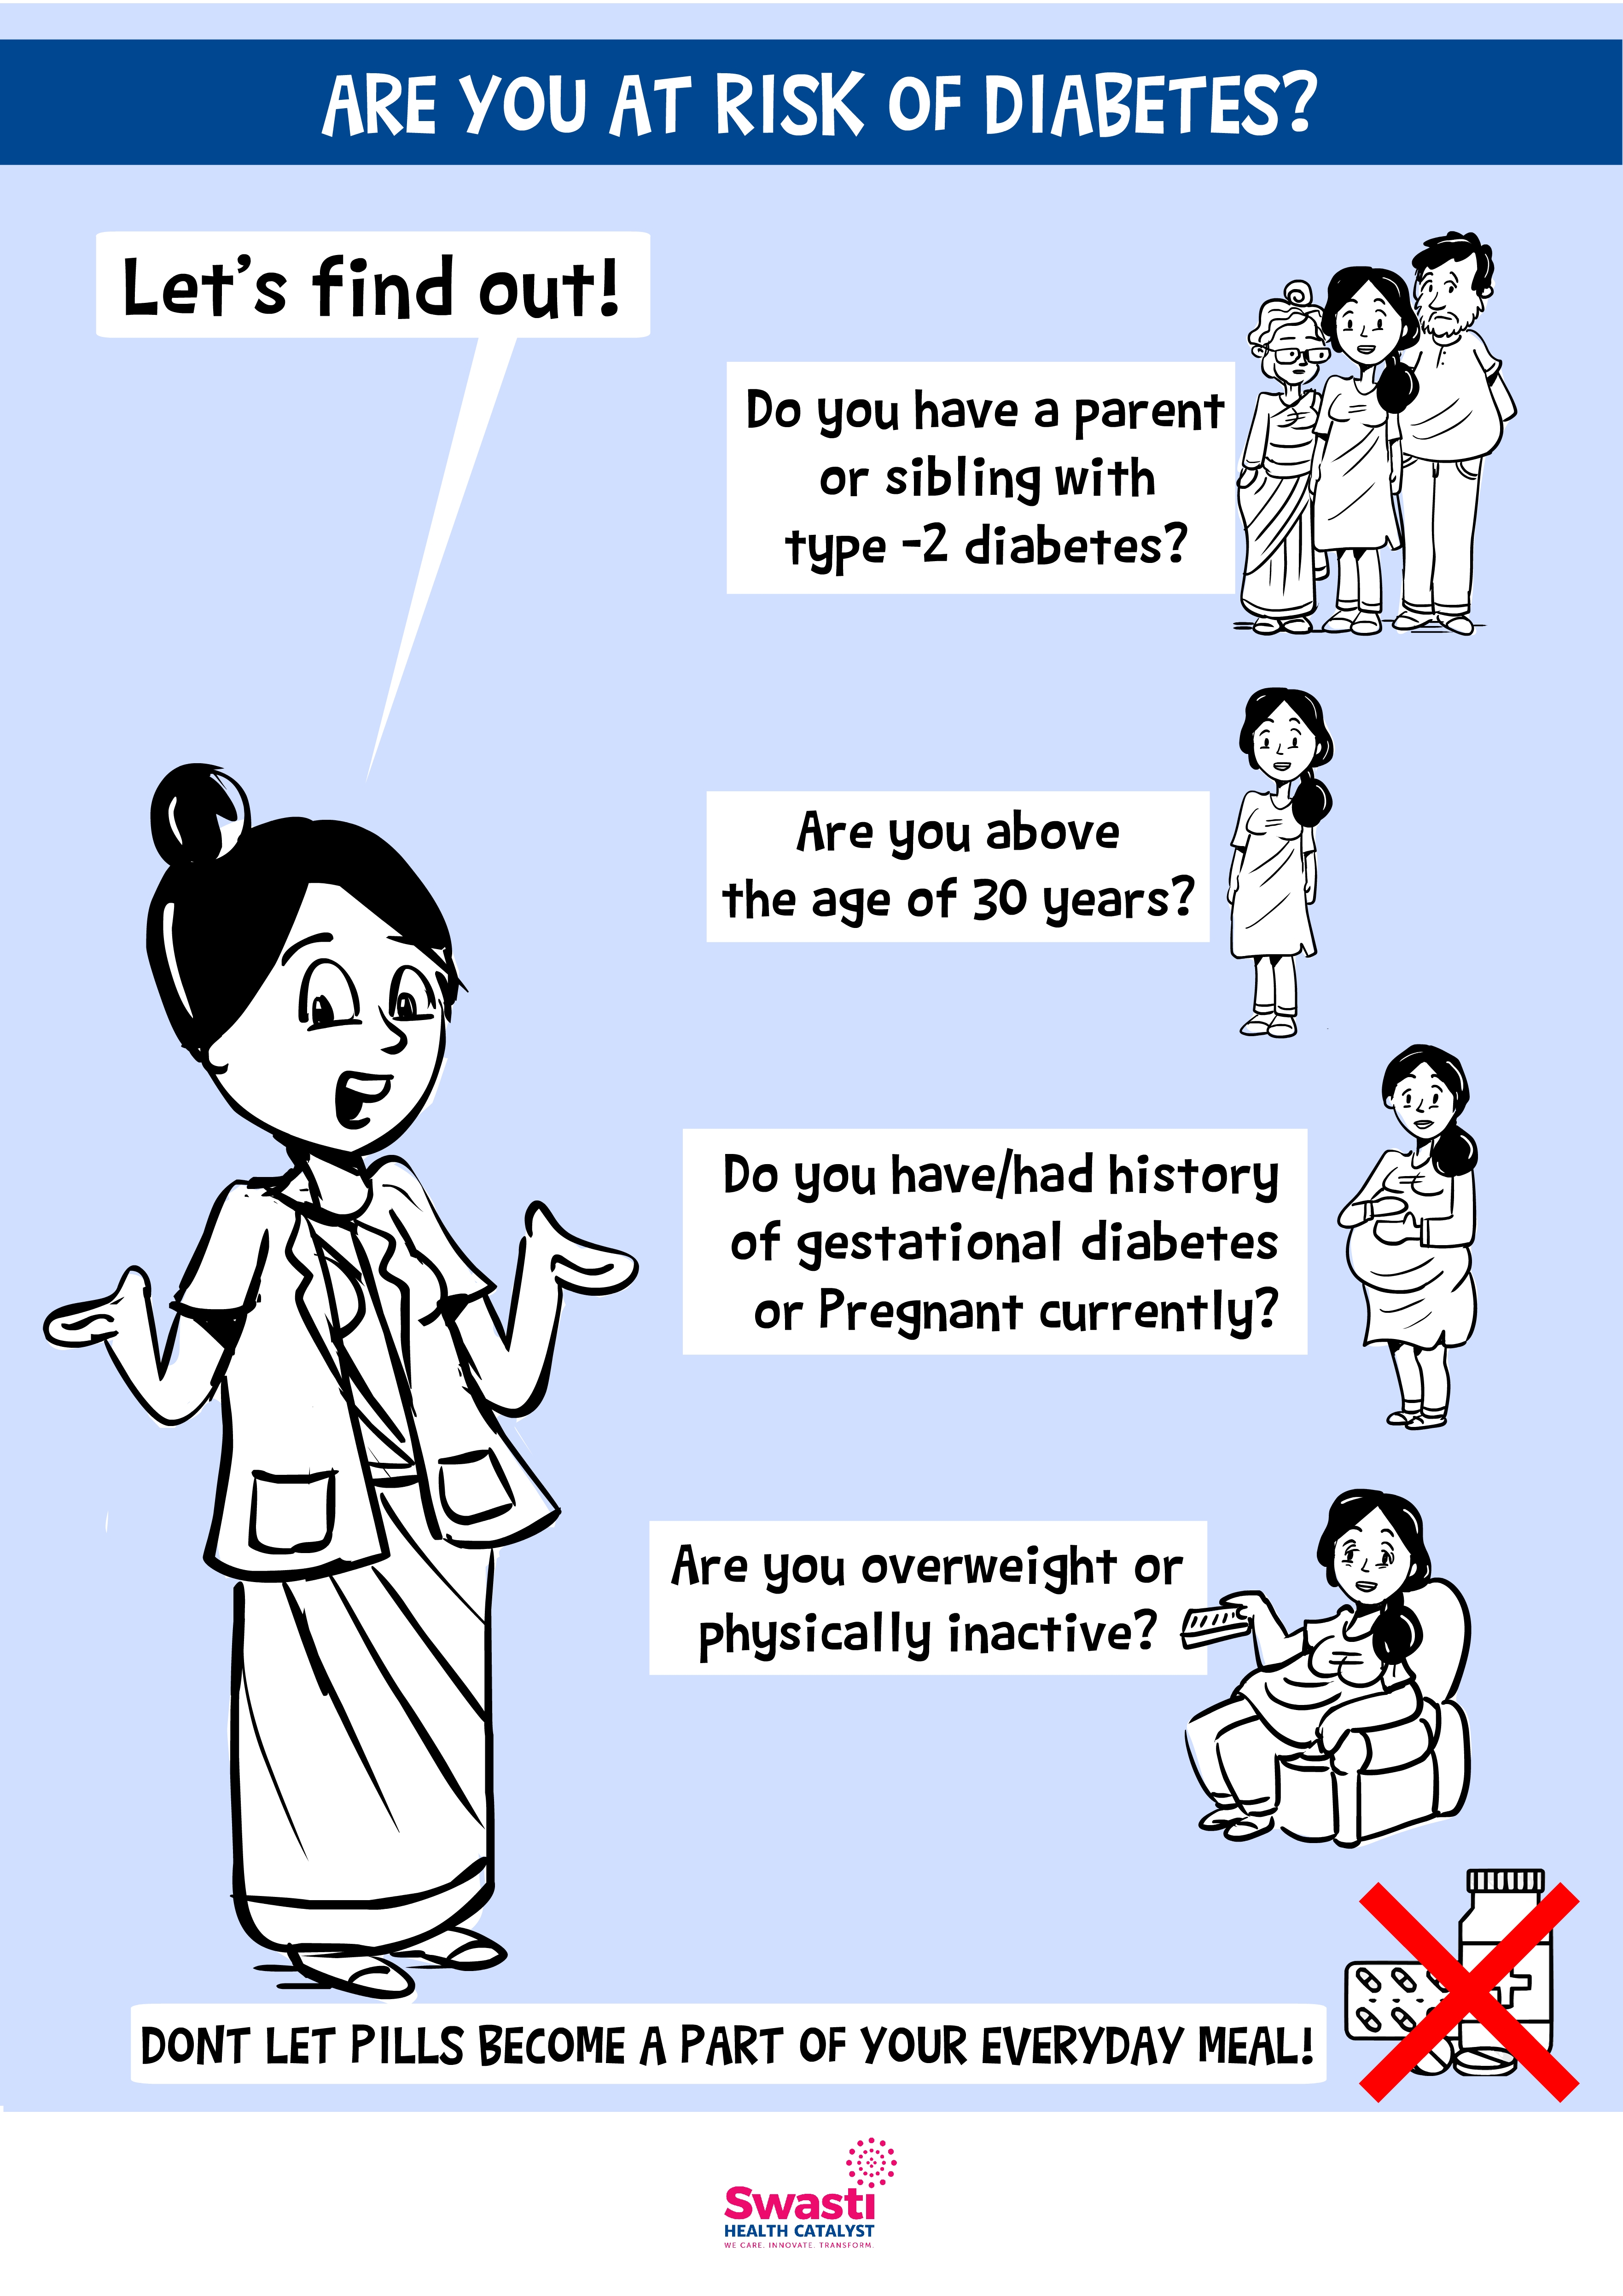 ARE YOU AT RISK OF DIABETES?
Let's find out!
Do you have a parent
or sibling with
type -2 diabetes?
Are you above
the age of 30 years?
Do you have/had history
of gestational diabetes
or Pregnant currently?
Are you overweight or
physically inactive?
DONT LET PILLS BECOME A PART OF YOUR EVERYDAY MEAL!
Swasti
HEALTH CATALYST
WE CARE. INNOVATE. TRANSFORM.